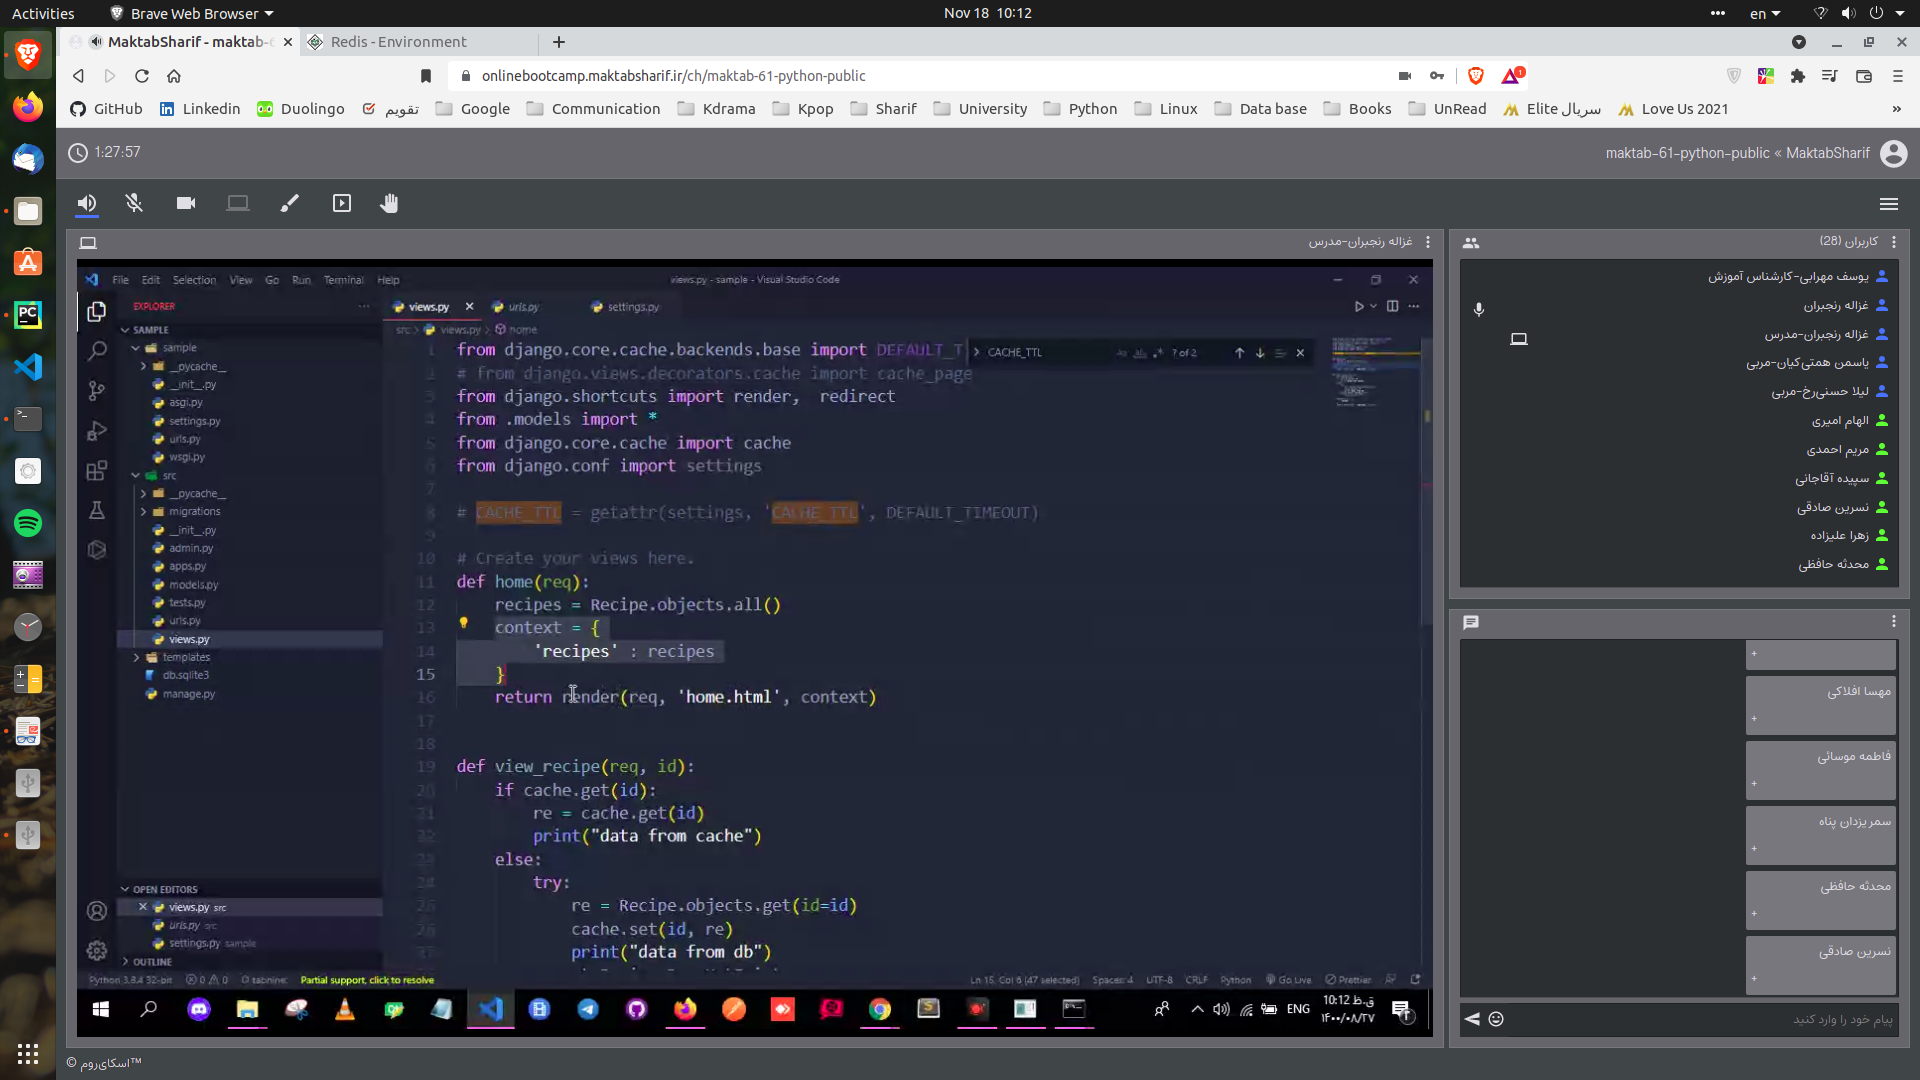 Activities
Brave Web Browser
Nov 18 10:12
en
MaktabSharif - maktab-6
Redis - Environment
onlinebootcamp.maktabsharif.ir/ch/maktab-61-python-public
1
GitHub
Linkedin
Duolingo
تقویم
Google
Communication
Kdrama
Kpop
Sharif
University
Python
Linux
Data base
Books
UnRead
سریال Elite
Love Us 2021
»
1:27:57
maktab-61-python-public « MaktabSharif
غزاله رنجبران-مدرس
File Edit Selection View Go Run Terminal Help
views.py - sample - Visual Studio Code
EXPLORER
views.py
urls.py
settings.py
SAMPLE
src > views.py > home
sample
__pycache__
__init__.py
asgi.py
settings.py
urls.py
wsgi.py
src
__pycache__
migrations
__init__.py
admin.py
apps.py
models.py
tests.py
urls.py
views.py
templates
db.sqlite3
manage.py
OPEN EDITORS
views.py src
urls.py src
settings.py sample
OUTLINE
CACHE_TTL
? of 2
1 from django.core.cache.backends.base import DEFAULT_T
2 # from django.views.decorators.cache import cache_page
3 from django.shortcuts import render, redirect
4 from .models import *
5 from django.core.cache import cache
6 from django.conf import settings
7
8 # CACHE_TTL = getattr(settings, 'CACHE_TTL', DEFAULT_TIMEOUT)
9
10 # Create your views here.
11 def home(req):
12 recipes = Recipe.objects.all()
13 context = {
14 'recipes' : recipes
15 }
16 return render(req, 'home.html', context)
17
18
19 def view_recipe(req, id):
20 if cache.get(id):
21 re = cache.get(id)
22 print("data from cache")
23 else:
24 try:
25 re = Recipe.objects.get(id=id)
26 cache.set(id, re)
27 print("data from db")
Python 3.8.4 32-bit
0 0
tabnine:
Partial support, click to resolve
Ln 15, Col 6 (47 selected)
Spaces: 4
UTF-8
CRLF
Python
Go Live
Prettier
ENG
10:12 ق.ظ
۱۴۰۰/۰۸/۲۷
کاربران (28)
یوسف مهرابی-کارشناس آموزش
غزاله رنجبران
غزاله رنجبران-مدرس
یاسمن همتی‌کیان-مربی
لیلا حسنی‌رخ-مربی
الهام امیری
مریم احمدی
سپیده آقاجانی
نسرین صادقی
زهرا علیزاده
محدثه حافظی
+
مهسا افلاکی
+
فاطمه موسائی
+
سمر یزدان پناه
+
محدثه حافظی
+
نسرین صادقی
+
پیام خود را وارد کنید
© اسکای‌روم™